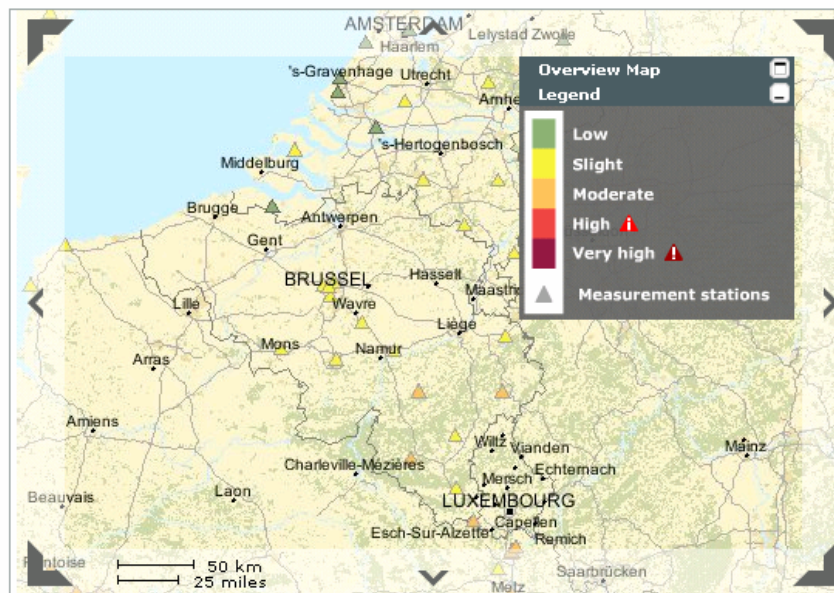 AMSTERDAM
Haarlem
Lelystad Zwolle
's-Gravenhage
Utrecht
Arnhe
Overview Map
Legend
Low
Slight
Moderate
High
Very high
Measurement stations
's-Hertogenbosch
Middelburg
Brugge
Antwerpen
Gent
BRUSSEL
Hasselt
Maastric
Lille
Wavre
Liège
Mons
Namur
Arras
Amiens
Wiltz
Vianden
Mainz
Charleville-Mézières
Echternach
Mersch
Beauvais
Laon
LUXEMBOURG
Esch-Sur-Alzette
Capellen
Remich
50 km
25 miles
Metz
Saarbrücken